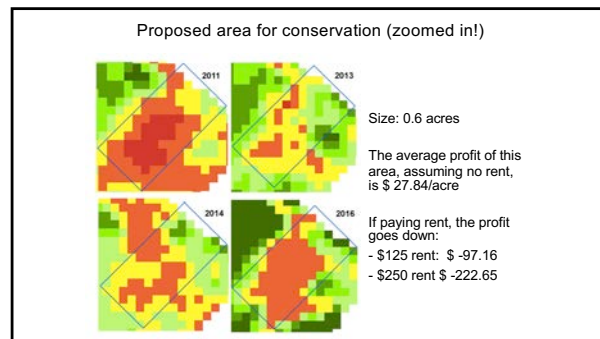 Proposed area for conservation (zoomed in!)
2011
2013
2014
2016
Size: 0.6 acres
The average profit of this
area, assuming no rent,
is $ 27.84/acre
If paying rent, the profit
goes down:
- $125 rent: $ -97.16
- $250 rent $ -222.65